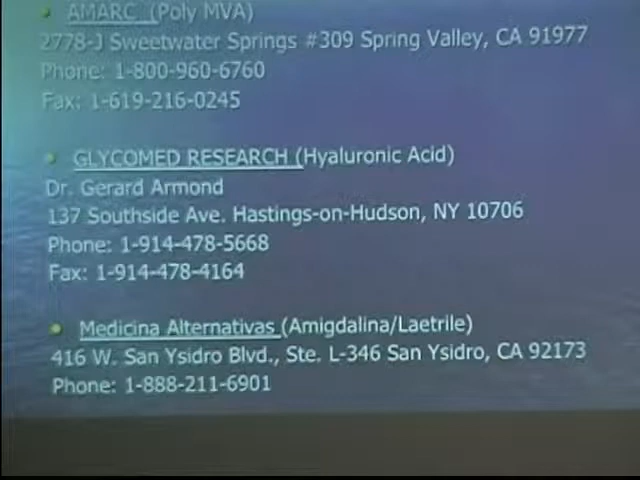 • AMARC (Poly MVA)
2778-J Sweetwater Springs #309 Spring Valley, CA 91977
Phone: 1-800-960-6760
Fax: 1-619-216-0245
• GLYCOMED RESEARCH (Hyaluronic Acid)
Dr. Gerard Armond
137 Southside Ave. Hastings-on-Hudson, NY 10706
Phone: 1-914-478-5668
Fax: 1-914-478-4164
• Medicina Alternativas (Amigdalina/Laetrile)
416 W. San Ysidro Blvd., Ste. L-346 San Ysidro, CA 92173
Phone: 1-888-211-6901